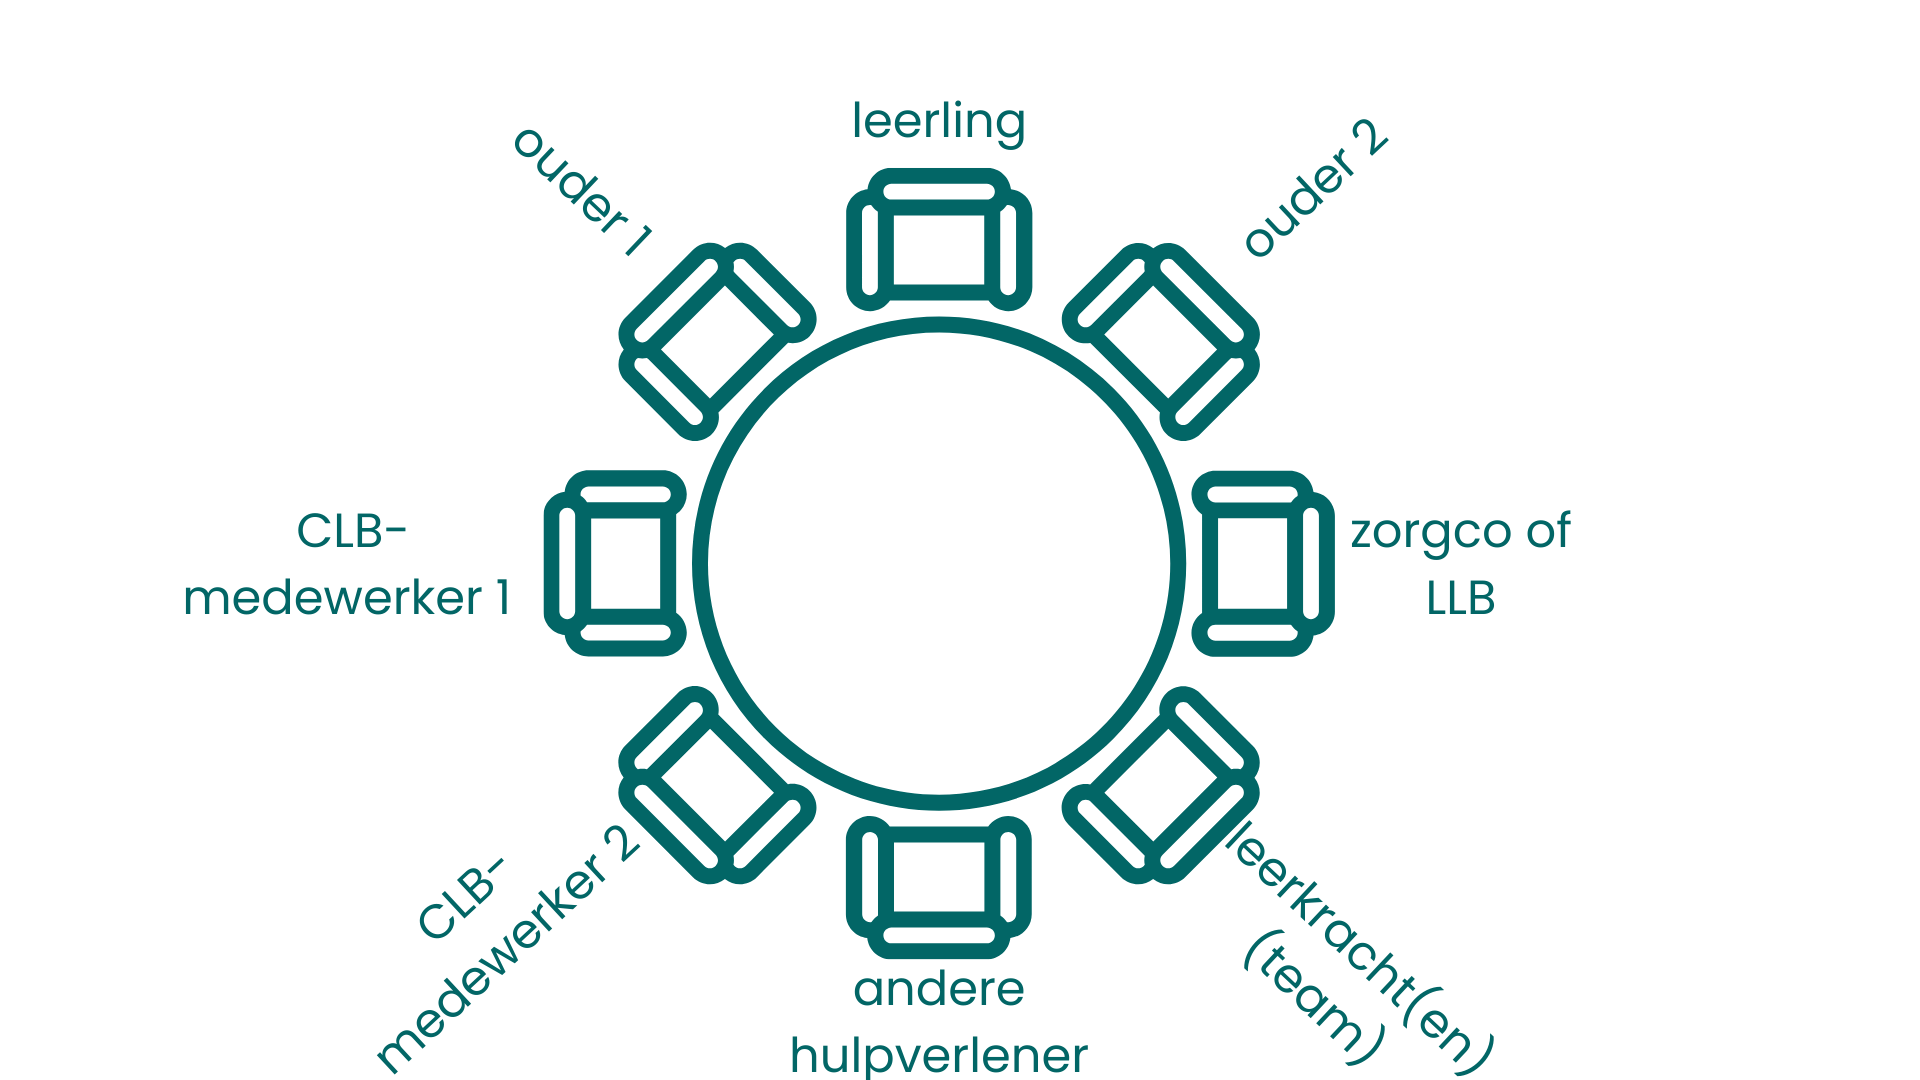 leerling
ouder 1
ouder 2
CLB-
medewerker 1
zorgco of
LLB
CLB-
medewerker 2
andere
hulpverlener
leerkracht(en)
(team)